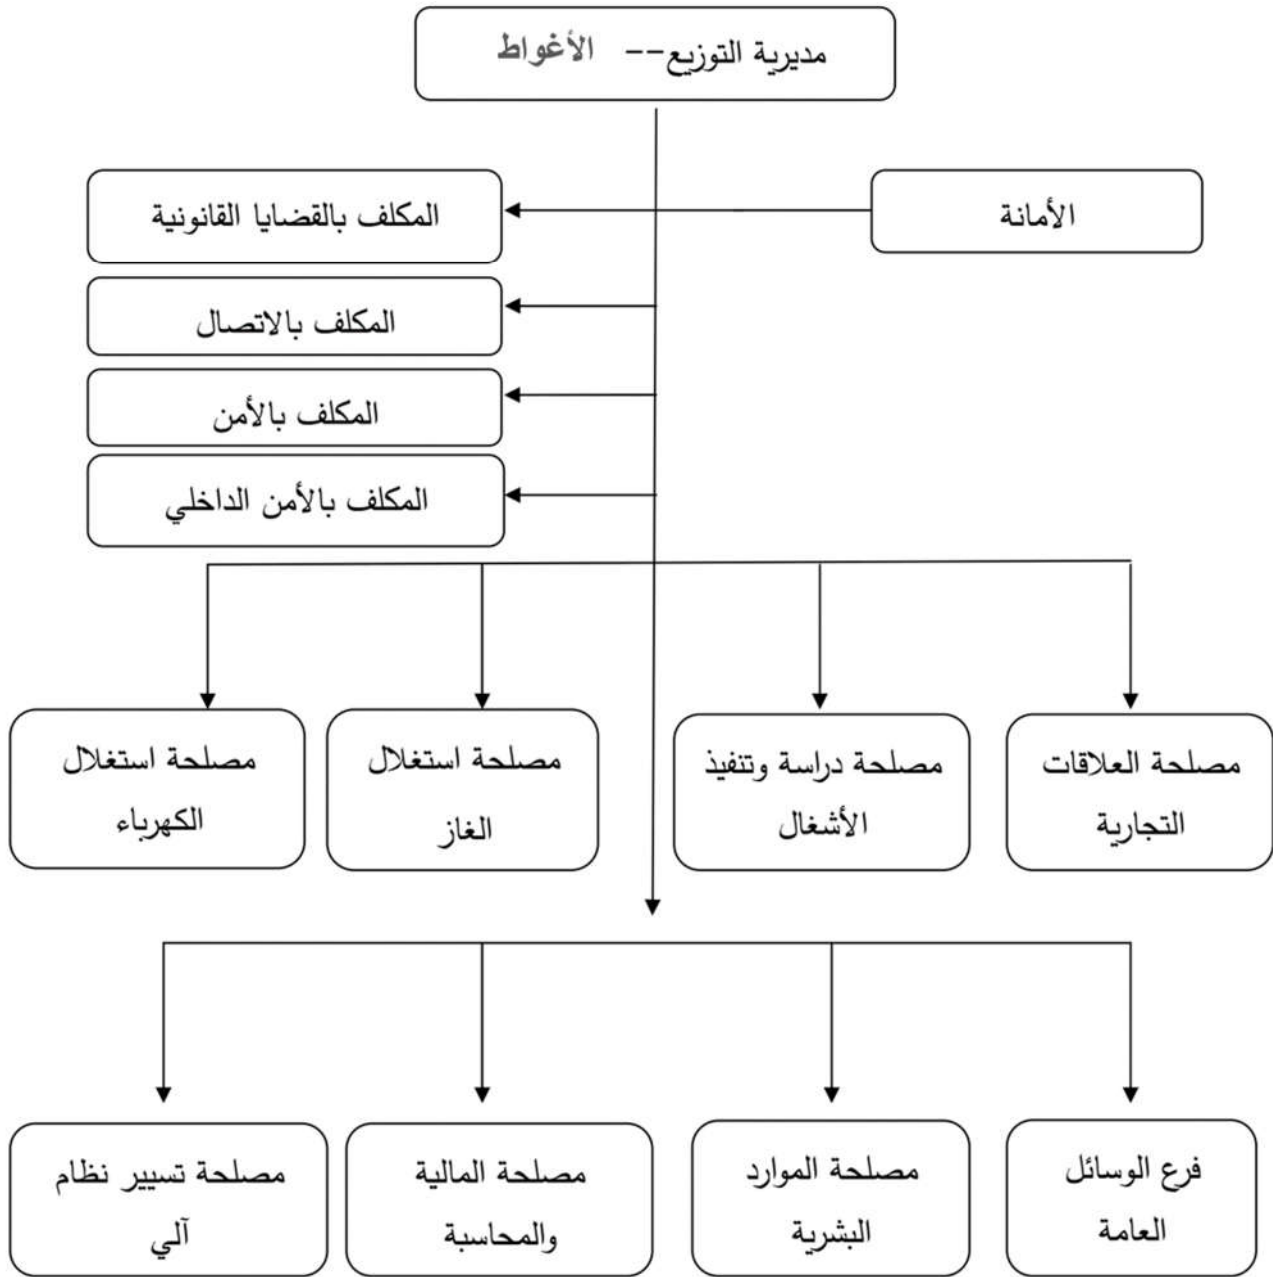 مديرية التوزيع-- الأغواط
الأمانة
المكلف بالقضايا القانونية
المكلف بالاتصال
المكلف بالأمن
المكلف بالأمن الداخلي
مصلحة العلاقات
التجارية
مصلحة دراسة وتنفيذ
الأشغال
مصلحة استغلال
الغاز
مصلحة استغلال
الكهرباء
فرع الوسائل
العامة
مصلحة الموارد
البشرية
مصلحة المالية
والمحاسبة
مصلحة تسيير نظام
آلي